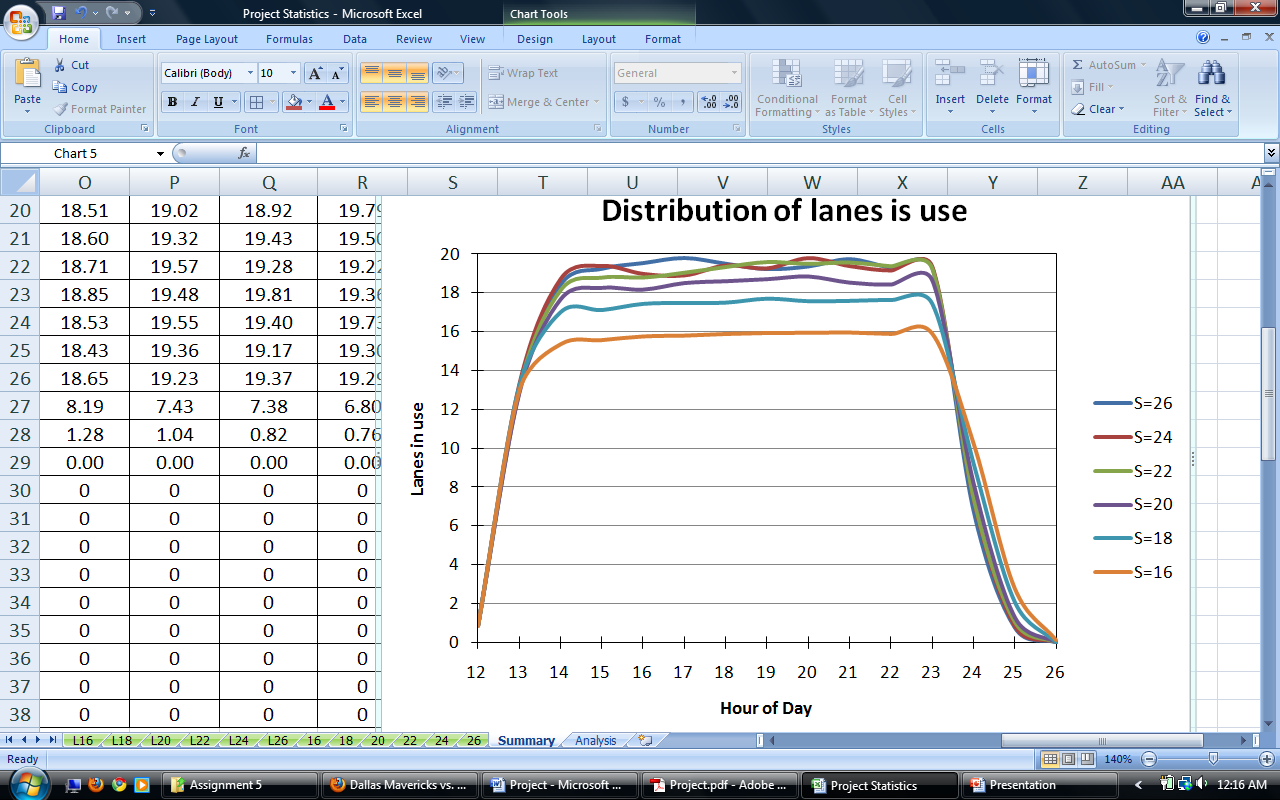 Project Statistics - Microsoft Excel Chart Tools
Home Insert Page Layout Formulas Data Review View Design Layout Format
Paste Cut Copy Format Painter
Calibri (Body) 10 A A
B I U A
Wrap Text
Merge & Center
General
$ % , .00 .0
Conditional Formatting Format as Table Cell Styles
Insert Delete Format
Σ AutoSum Fill Clear
Sort & Filter Find & Select
Clipboard Font Alignment Number Styles Cells Editing
Chart 5 fx
O P Q R S T U V W X Y Z AA
20 18.51 19.02 18.92 19.79
21 18.60 19.32 19.43 19.50
22 18.71 19.57 19.28 19.22
23 18.85 19.48 19.81 19.36
24 18.53 19.55 19.40 19.73
25 18.43 19.36 19.17 19.30
26 18.65 19.23 19.37 19.29
27 8.19 7.43 7.38 6.80
28 1.28 1.04 0.82 0.76
29 0.00 0.00 0.00 0.00
30 0 0 0 0
31 0 0 0 0
32 0 0 0 0
33 0 0 0 0
34 0 0 0 0
35 0 0 0 0
36 0 0 0 0
37 0 0 0 0
38 0 0 0 0
Distribution of lanes is use
Lanes in use
20
18
16
14
12
10
8
6
4
2
0
12 13 14 15 16 17 18 19 20 21 22 23 24 25 26
Hour of Day
S=26
S=24
S=22
S=20
S=18
S=16
L16 L18 L20 L22 L24 L26 16 18 20 22 24 26 Summary Analysis
Ready 140%
Assignment 5 Dallas Mavericks vs. ... Project - Microsoft ... Project.pdf - Adobe ... Project Statistics Presentation 12:16 AM